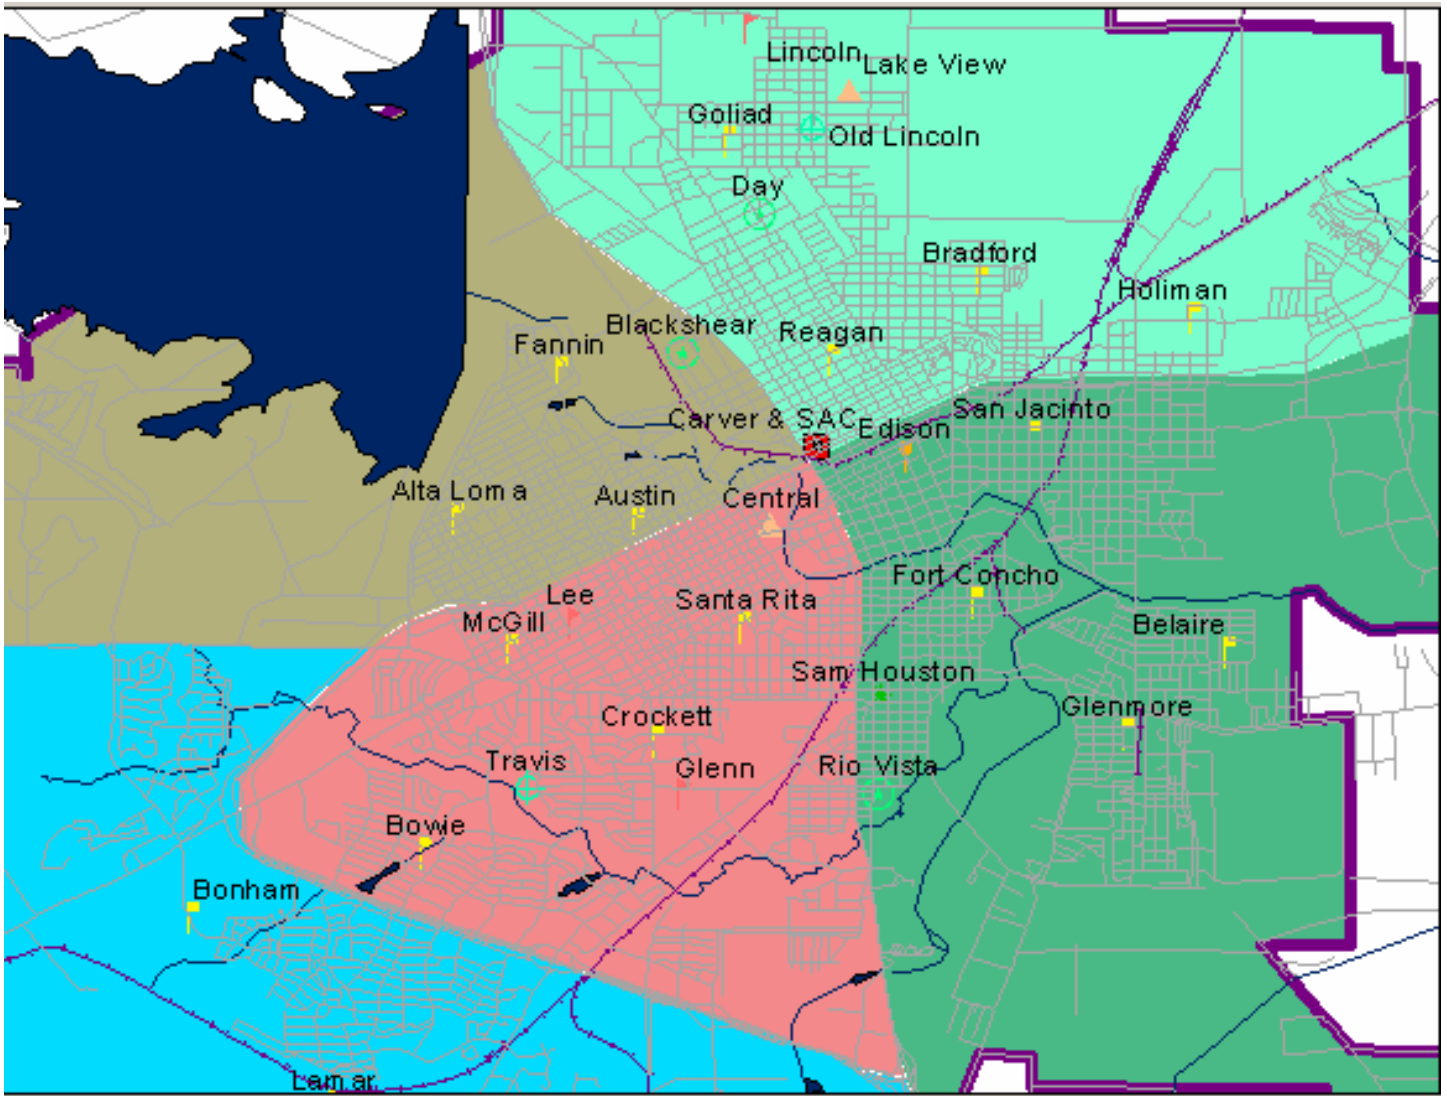 Lincoln
Lake View
Goliad
Old Lincoln
Day
Bradford
Holiman
Blackshear
Reagan
Fannin
Carver & SAC
Edison
San Jacinto
Alta Loma
Austin
Central
Fort Concho
Lee
Santa Rita
McGill
Belaire
Sam Houston
Glenmore
Crockett
Travis
Glenn
Rio Vista
Bowie
Bonham
Lamar